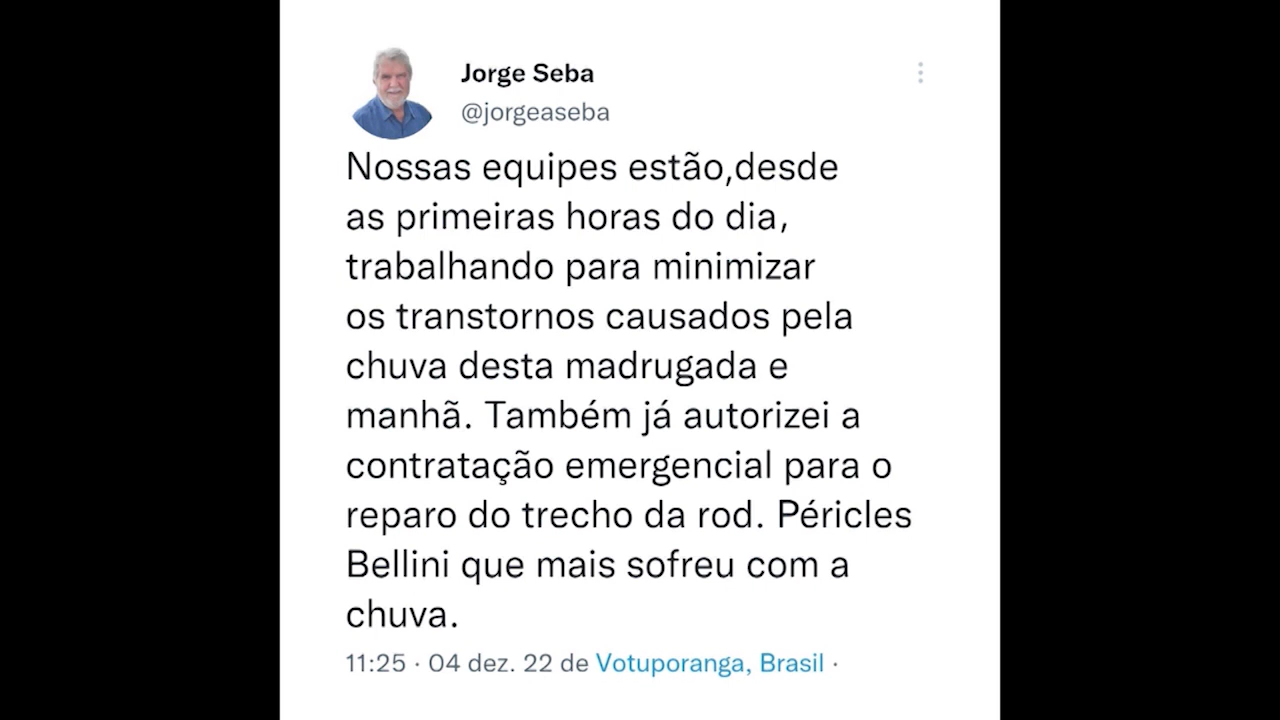 Jorge Seba
@jorgeaseba
Nossas equipes estão,desde
as primeiras horas do dia,
trabalhando para minimizar
os transtornos causados pela
chuva desta madrugada e
manhã. Também já autorizei a
contratação emergencial para o
reparo do trecho da rod. Péricles
Bellini que mais sofreu com a
chuva.
11:25 · 04 dez. 22 de Votuporanga, Brasil ·